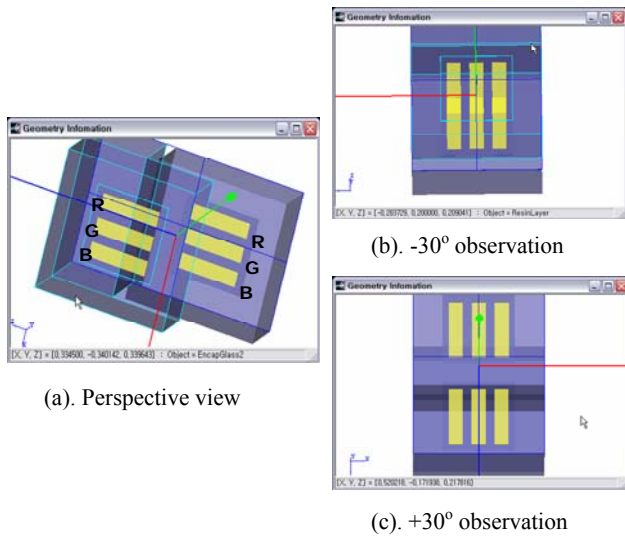 Geometry Infomation
R
G
B
R
G
B
[X, Y, Z] = [0,334500, -0,340142, 0,339643] : Object = EncapGlass2
(a). Perspective view
Geometry Infomation
[X, Y, Z] = [-0,283729, 0,200000, 0,209041] : Object = ResinLayer
(b). -30° observation
Geometry Infomation
[X, Y, Z] = [0,520218, -0,171938, 0,217816]
(c). +30° observation